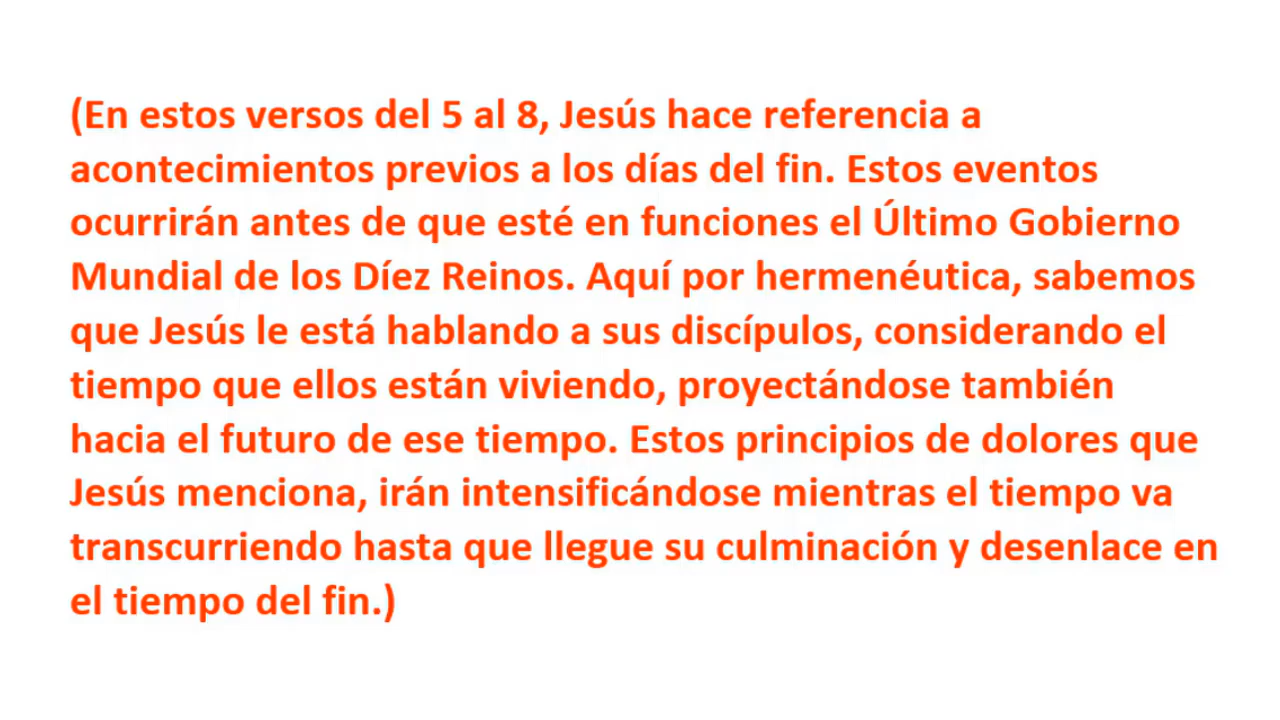 (En estos versos del 5 al 8, Jesús hace referencia a
acontecimientos previos a los días del fin. Estos eventos
ocurrirán antes de que esté en funciones el Último Gobierno
Mundial de los Díez Reinos. Aquí por hermenéutica, sabemos
que Jesús le está hablando a sus discípulos, considerando el
tiempo que ellos están viviendo, proyectándose también
hacia el futuro de ese tiempo. Estos principios de dolores que
Jesús menciona, irán intensificándose mientras el tiempo va
transcurriendo hasta que llegue su culminación y desenlace en
el tiempo del fin.)